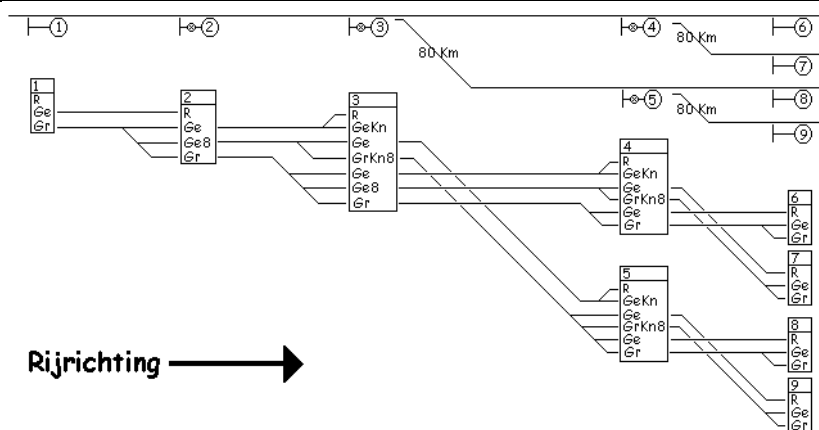 1 2 3 4 6
80 Km 80 Km
7
8
5
80 Km
9
1
R
Ge
Gr
2
R
Ge
Ge8
Gr
3
R
GeKn
Ge
GrKn8
Ge
Ge8
Gr
4
R
GeKn
Ge
GrKn8
Ge
Gr
6
R
Ge
Gr
7
R
Ge
Gr
5
R
GeKn
Ge
GrKn8
Ge
Gr
8
R
Ge
Gr
9
R
Ge
Gr
Rijrichting